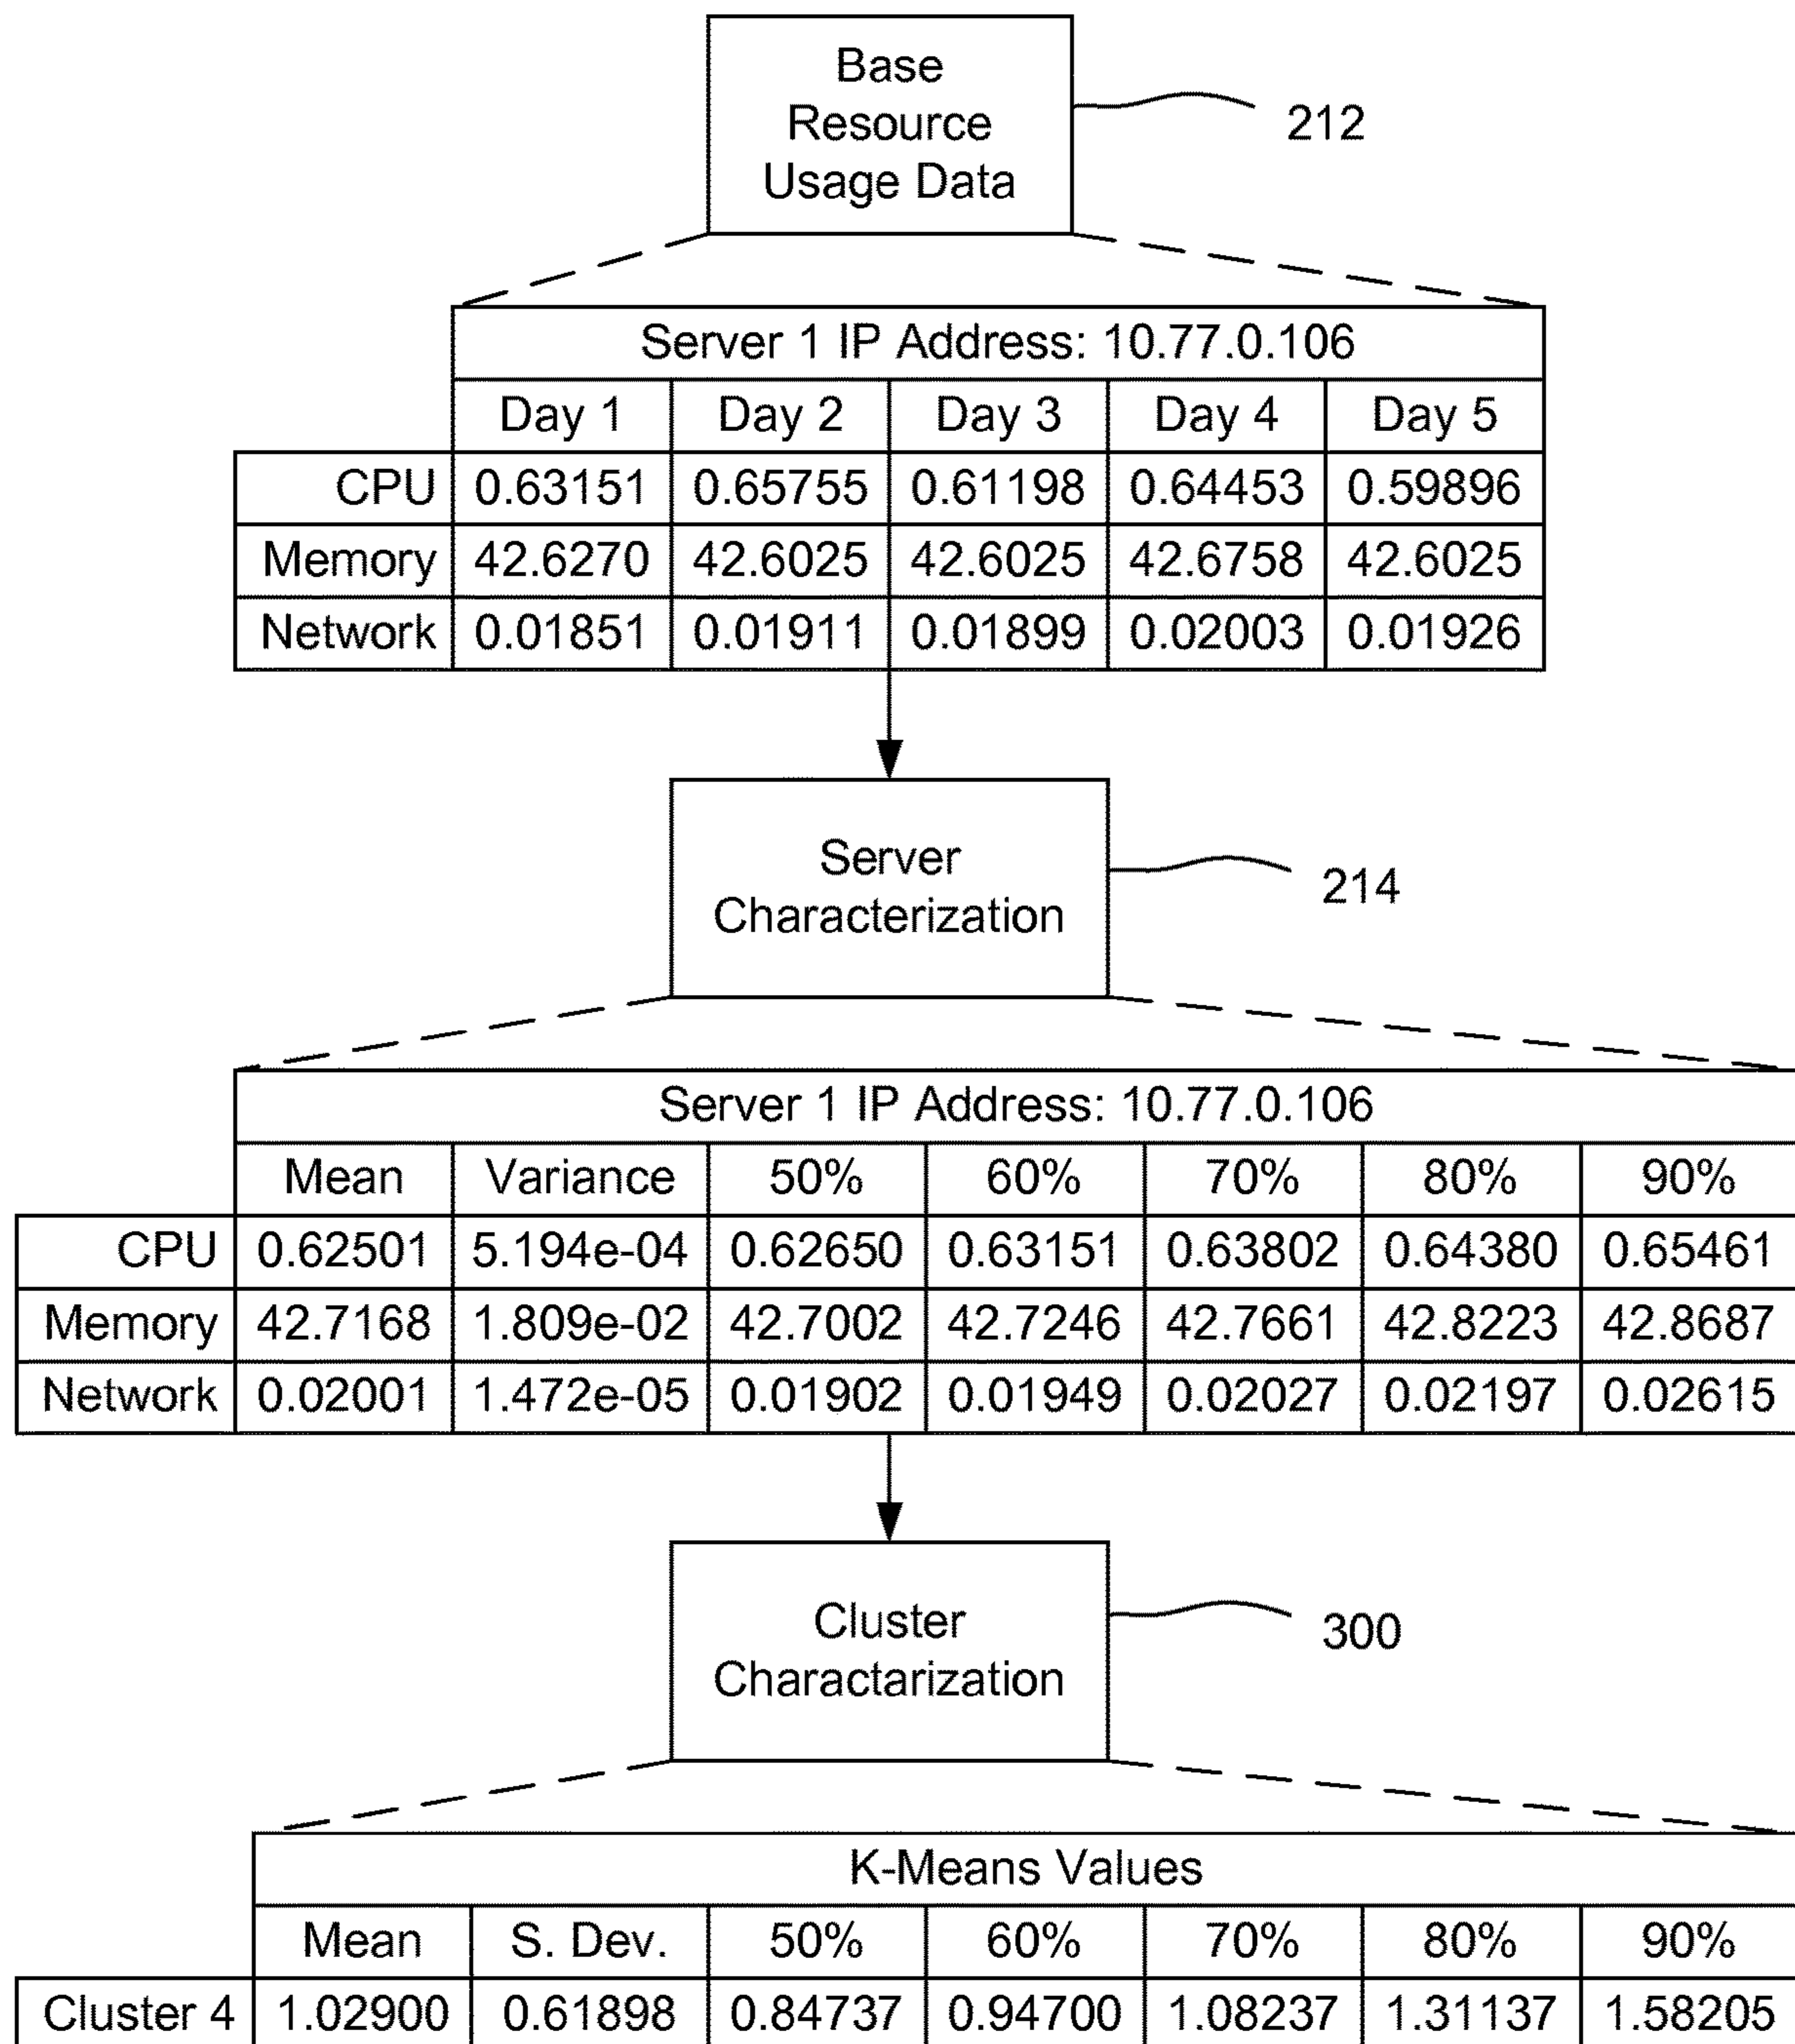 Base
Resource
Usage Data
212
Server 1 IP Address: 10.77.0.106
Day 1 Day 2 Day 3 Day 4 Day 5
CPU 0.63151 0.65755 0.61198 0.64453 0.59896
Memory 42.6270 42.6025 42.6025 42.6758 42.6025
Network 0.01851 0.01911 0.01899 0.02003 0.01926
Server
Characterization
214
Server 1 IP Address: 10.77.0.106
Mean Variance 50% 60% 70% 80% 90%
CPU 0.62501 5.194e-04 0.62650 0.63151 0.63802 0.64380 0.65461
Memory 42.7168 1.809e-02 42.7002 42.7246 42.7661 42.8223 42.8687
Network 0.02001 1.472e-05 0.01902 0.01949 0.02027 0.02197 0.02615
Cluster
Charactarization
300
K-Means Values
Mean S. Dev. 50% 60% 70% 80% 90%
Cluster 4 1.02900 0.61898 0.84737 0.94700 1.08237 1.31137 1.58205